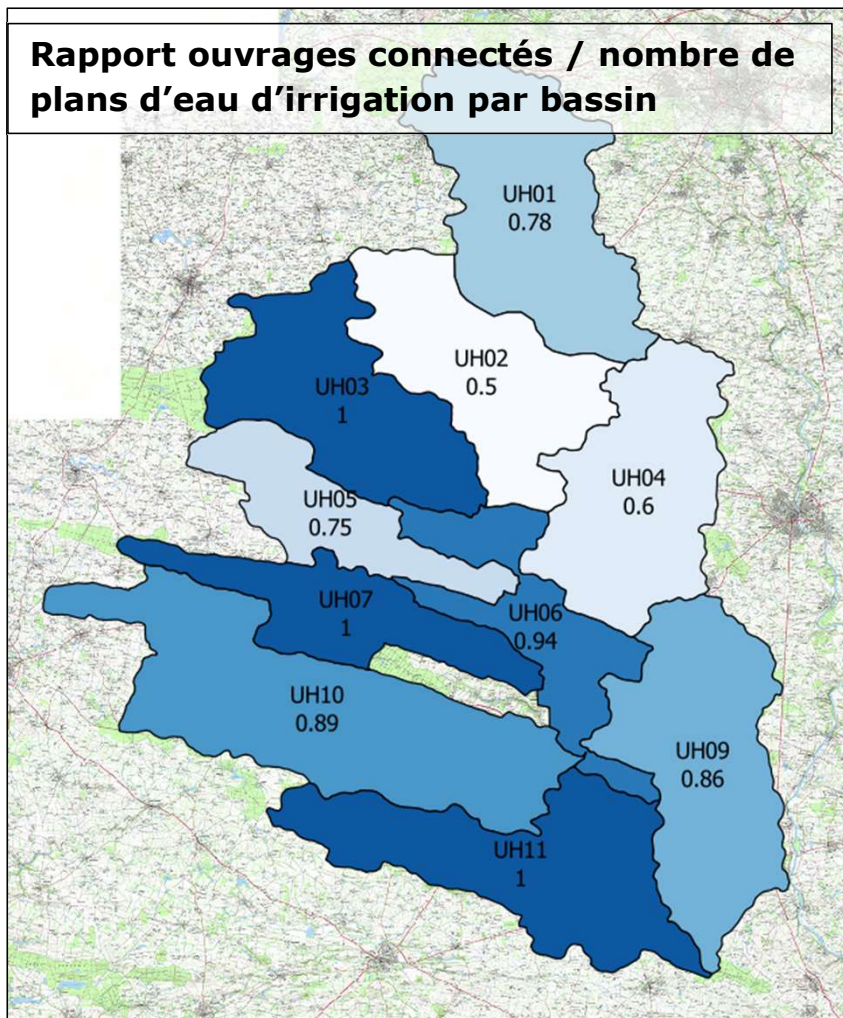 Rapport ouvrages connectés / nombre de
plans d'eau d'irrigation par bassin
UH01
0.78
UH02
0.5
UH03
1
UH04
0.6
UH05
0.75
UH06
0.94
UH07
1
UH10
0.89
UH09
0.86
UH11
1